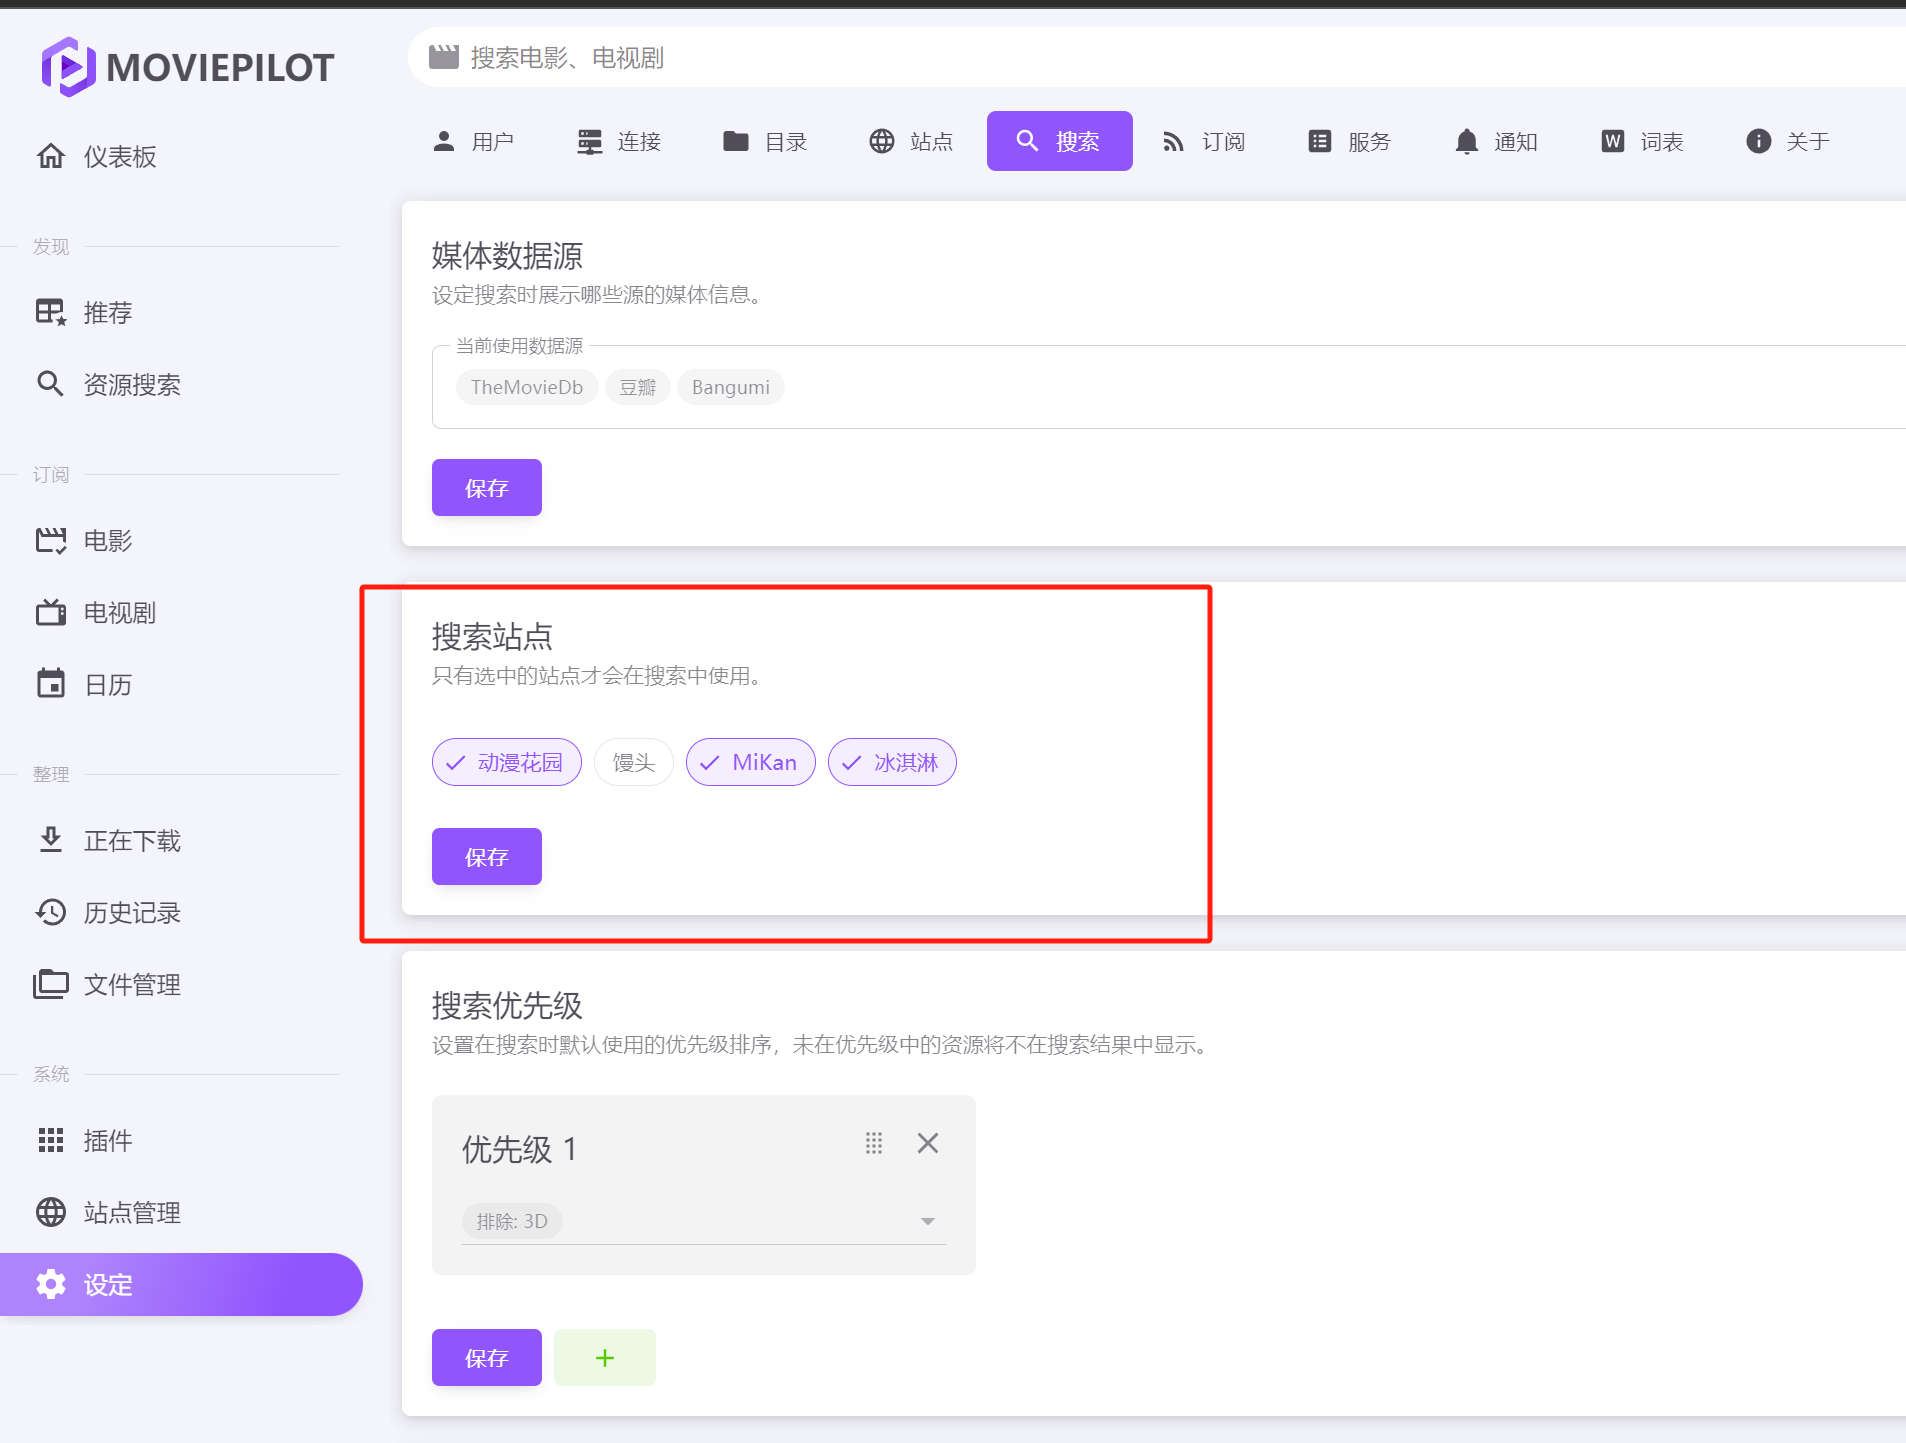 MOVIEPILOT
搜索电影、电视剧
用户
连接
目录
站点
搜索
订阅
服务
通知
W 词表
关于
仪表板
发现
推荐
资源搜索
订阅
电影
电视剧
日历
整理
正在下载
历史记录
文件管理
系统
插件
站点管理
设定
媒体数据源
设定搜索时展示哪些源的媒体信息。
当前使用数据源
TheMovieDb 豆瓣 Bangumi
保存
搜索站点
只有选中的站点才会在搜索中使用。
动漫花园 馒头 MiKan 冰淇淋
保存
搜索优先级
设置在搜索时默认使用的优先级排序，未在优先级中的资源将不在搜索结果中显示。
优先级 1
排除: 3D
保存 +